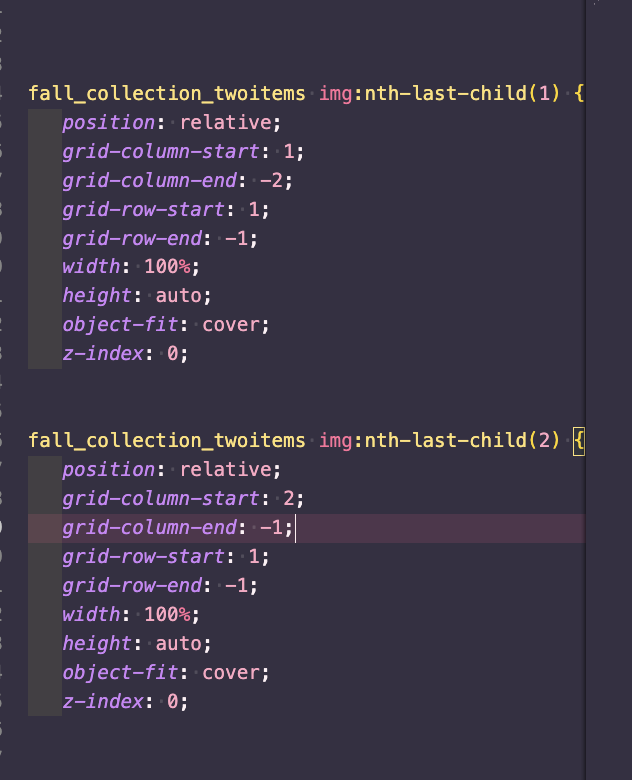 fall_collection_twoitems img:nth-last-child(1) {
position: relative;
grid-column-start: 1;
grid-column-end: -2;
grid-row-start: 1;
grid-row-end: -1;
width: 100%;
height: auto;
object-fit: cover;
z-index: 0;
fall_collection_twoitems img:nth-last-child(2) {
position: relative;
grid-column-start: 2;
grid-column-end: -1;
grid-row-start: 1;
grid-row-end: -1;
width: 100%;
height: auto;
object-fit: cover;
z-index: 0;